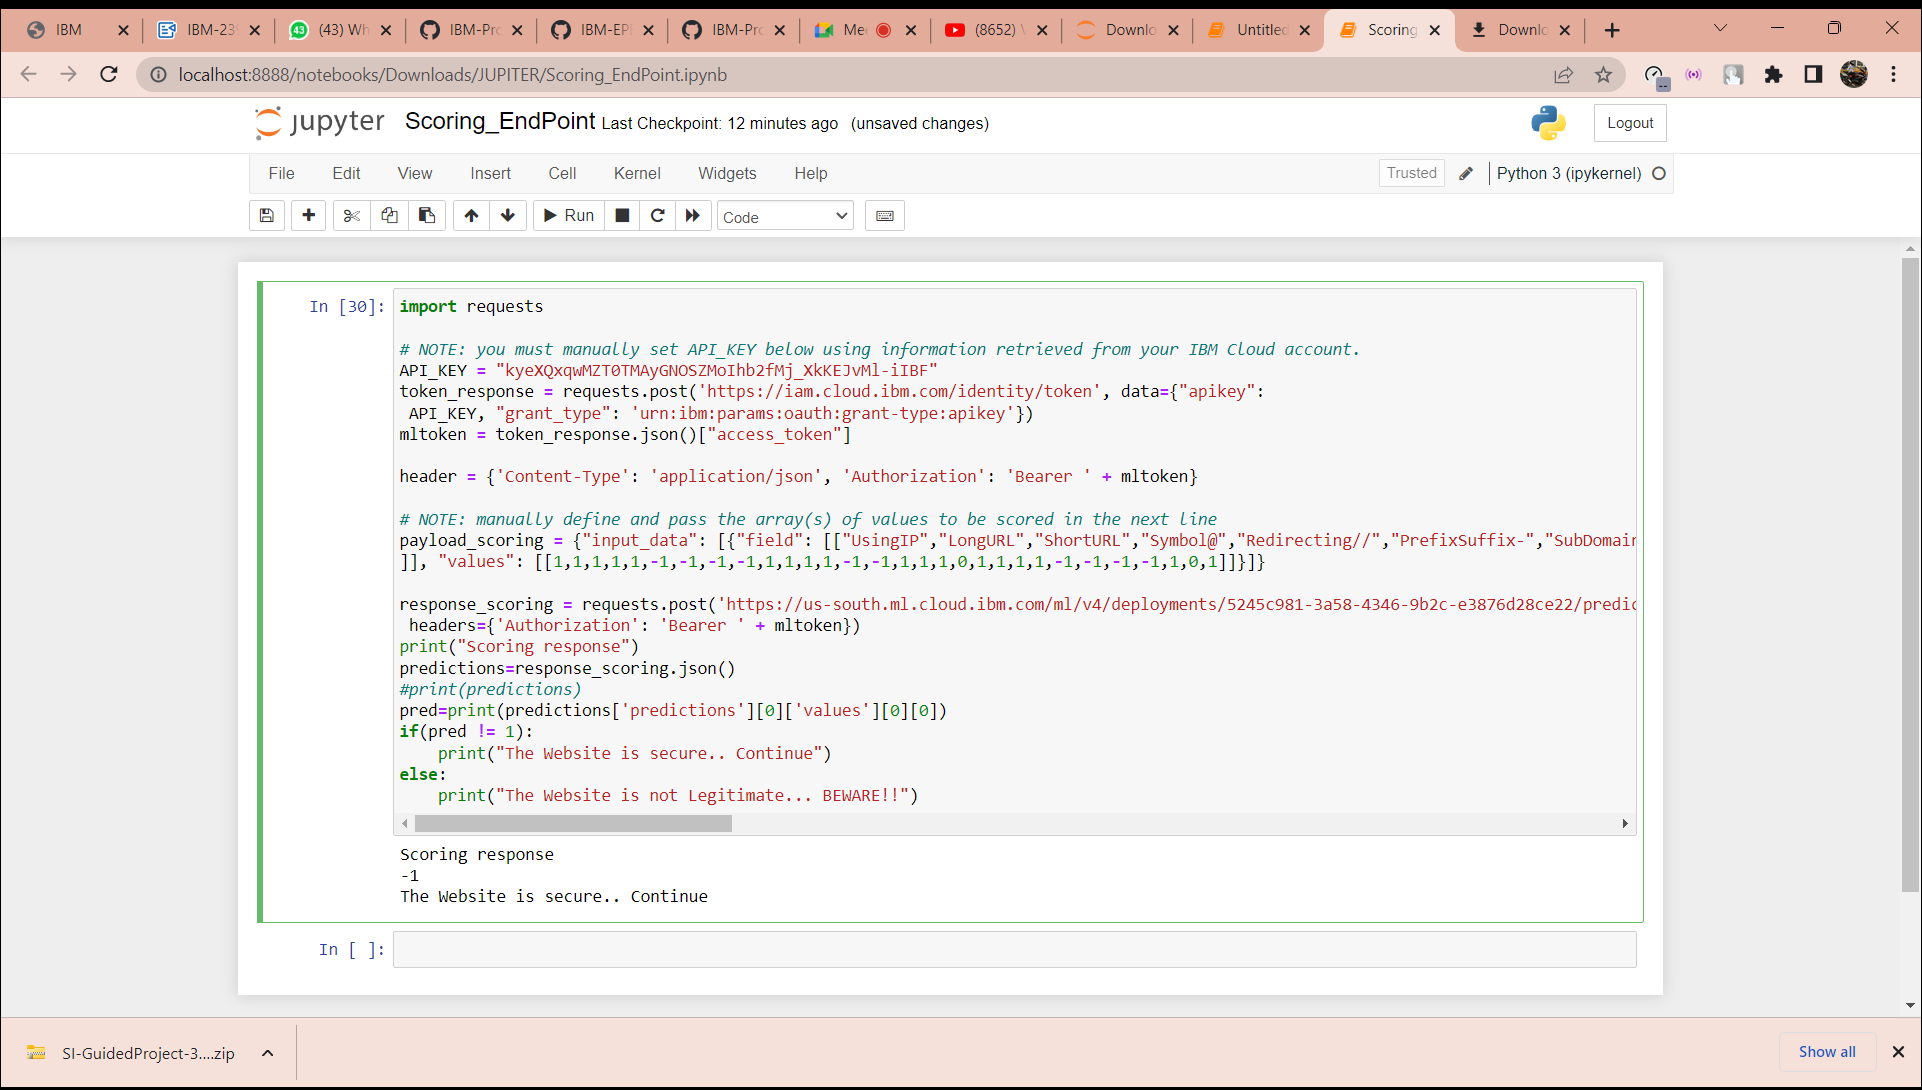 IBM
IBM-23
(43) Wh
IBM-Pro
IBM-EP
IBM-Pro
Mee
(8652)
Downlo
Untitled
Scoring
Downlo
localhost:8888/notebooks/Downloads/JUPITER/Scoring_EndPoint.ipynb
jupyter Scoring_EndPoint Last Checkpoint: 12 minutes ago (unsaved changes)
Logout
File Edit View Insert Cell Kernel Widgets Help
Trusted
Python 3 (ipykernel)
Run
Code
In [30]:
import requests
# NOTE: you must manually set API_KEY below using information retrieved from your IBM Cloud account.
API_KEY = "kyeXQxqwMZT0TMAyGNOSZMoIhb2fMj_XkKEJvMl-iIBF"
token_response = requests.post('https://iam.cloud.ibm.com/identity/token', data={"apikey":
API_KEY, "grant_type": 'urn:ibm:params:oauth:grant-type:apikey'})
mltoken = token_response.json()["access_token"]
header = {'Content-Type': 'application/json', 'Authorization': 'Bearer ' + mltoken}
# NOTE: manually define and pass the array(s) of values to be scored in the next line
payload_scoring = {"input_data": [{"field": [["UsingIP","LongURL","ShortURL","Symbol@","Redirecting//","PrefixSuffix-","SubDomain
]], "values": [[1,1,1,1,1,-1,-1,-1,-1,1,1,1,1,-1,-1,1,1,1,0,1,1,1,1,-1,-1,-1,-1,1,0,1]]}]}
response_scoring = requests.post('https://us-south.ml.cloud.ibm.com/ml/v4/deployments/5245c981-3a58-4346-9b2c-e3876d28ce22/predic
headers={'Authorization': 'Bearer ' + mltoken})
print("Scoring response")
predictions=response_scoring.json()
#print(predictions)
pred=print(predictions['predictions'][0]['values'][0][0])
if(pred != 1):
print("The Website is secure.. Continue")
else:
print("The Website is not Legitimate... BEWARE!!")
Scoring response
-1
The Website is secure.. Continue
In [ ]:
SI-GuidedProject-3....zip
Show all